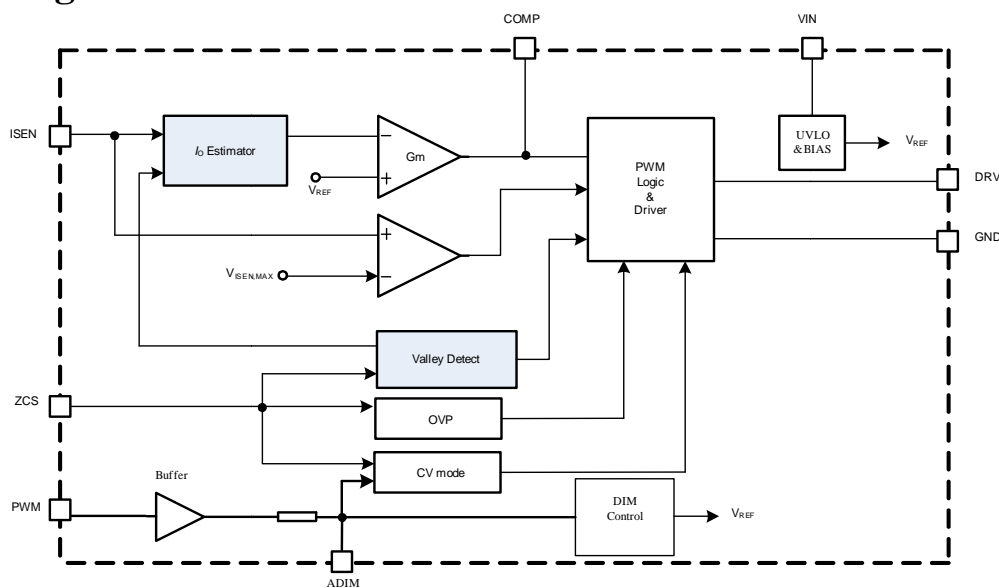 COMP
VIN
ISEN
IO Estimator
−
Gm
+
VREF
PWM
Logic
&
Driver
UVLO
&BIAS
VREF
DRV
GND
+
VISEN,MAX
−
Valley Detect
ZCS
OVP
CV mode
Buffer
PWM
DIM
Control
VREF
ADIM